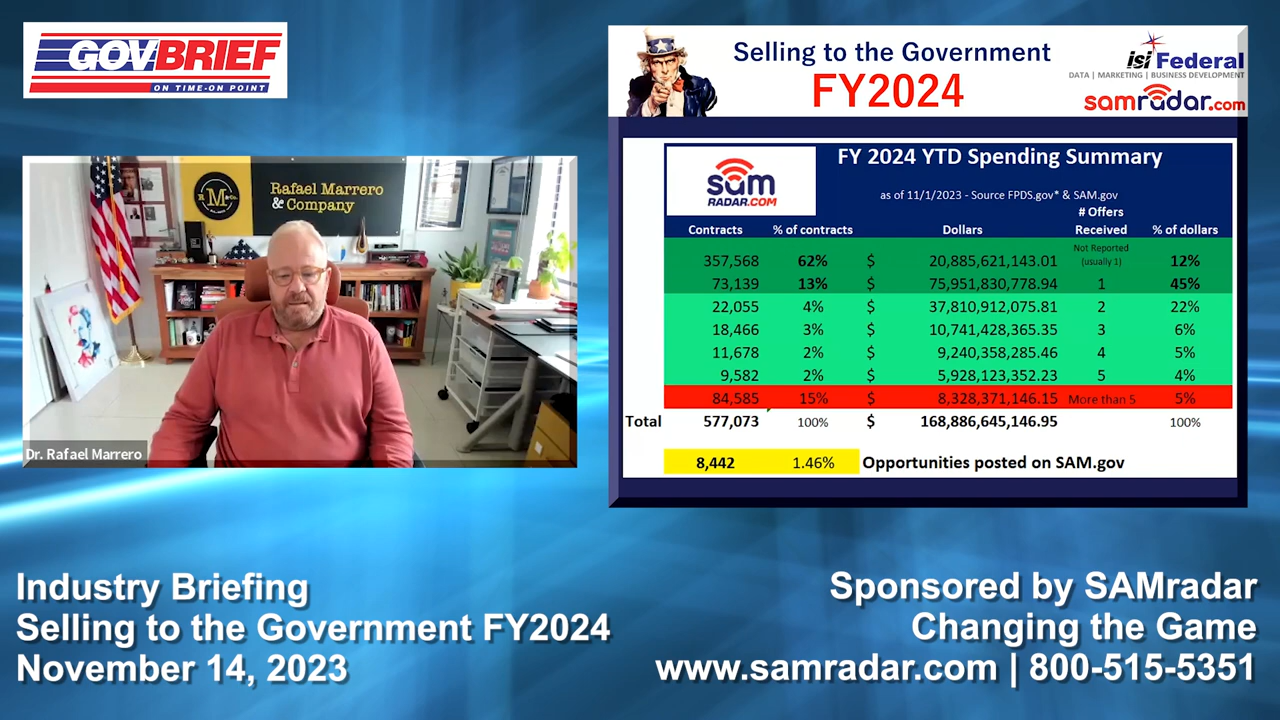 GOVBRIEF
ON TIME-ON POINT
Rafael Marrero
& Company
R M & Co.
Dr. Rafael Marrero
Selling to the Government
FY2024
isi Federal
DATA | MARKETING | BUSINESS DEVELOPMENT
samradar.com
sam
RADAR.COM
FY 2024 YTD Spending Summary
as of 11/1/2023 - Source FPDS.gov* & SAM.gov
Contracts % of contracts Dollars # Offers Received % of dollars
357,568 62% $ 20,885,621,143.01 Not Reported (usually 1) 12%
73,139 13% $ 75,951,830,778.94 1 45%
22,055 4% $ 37,810,912,075.81 2 22%
18,466 3% $ 10,741,428,365.35 3 6%
11,678 2% $ 9,240,358,285.46 4 5%
9,582 2% $ 5,928,123,352.23 5 4%
84,585 15% $ 8,328,371,146.15 More than 5 5%
Total 577,073 100% $ 168,886,645,146.95 100%
8,442 1.46% Opportunities posted on SAM.gov
Industry Briefing
Selling to the Government FY2024
November 14, 2023
Sponsored by SAMradar
Changing the Game
www.samradar.com | 800-515-5351